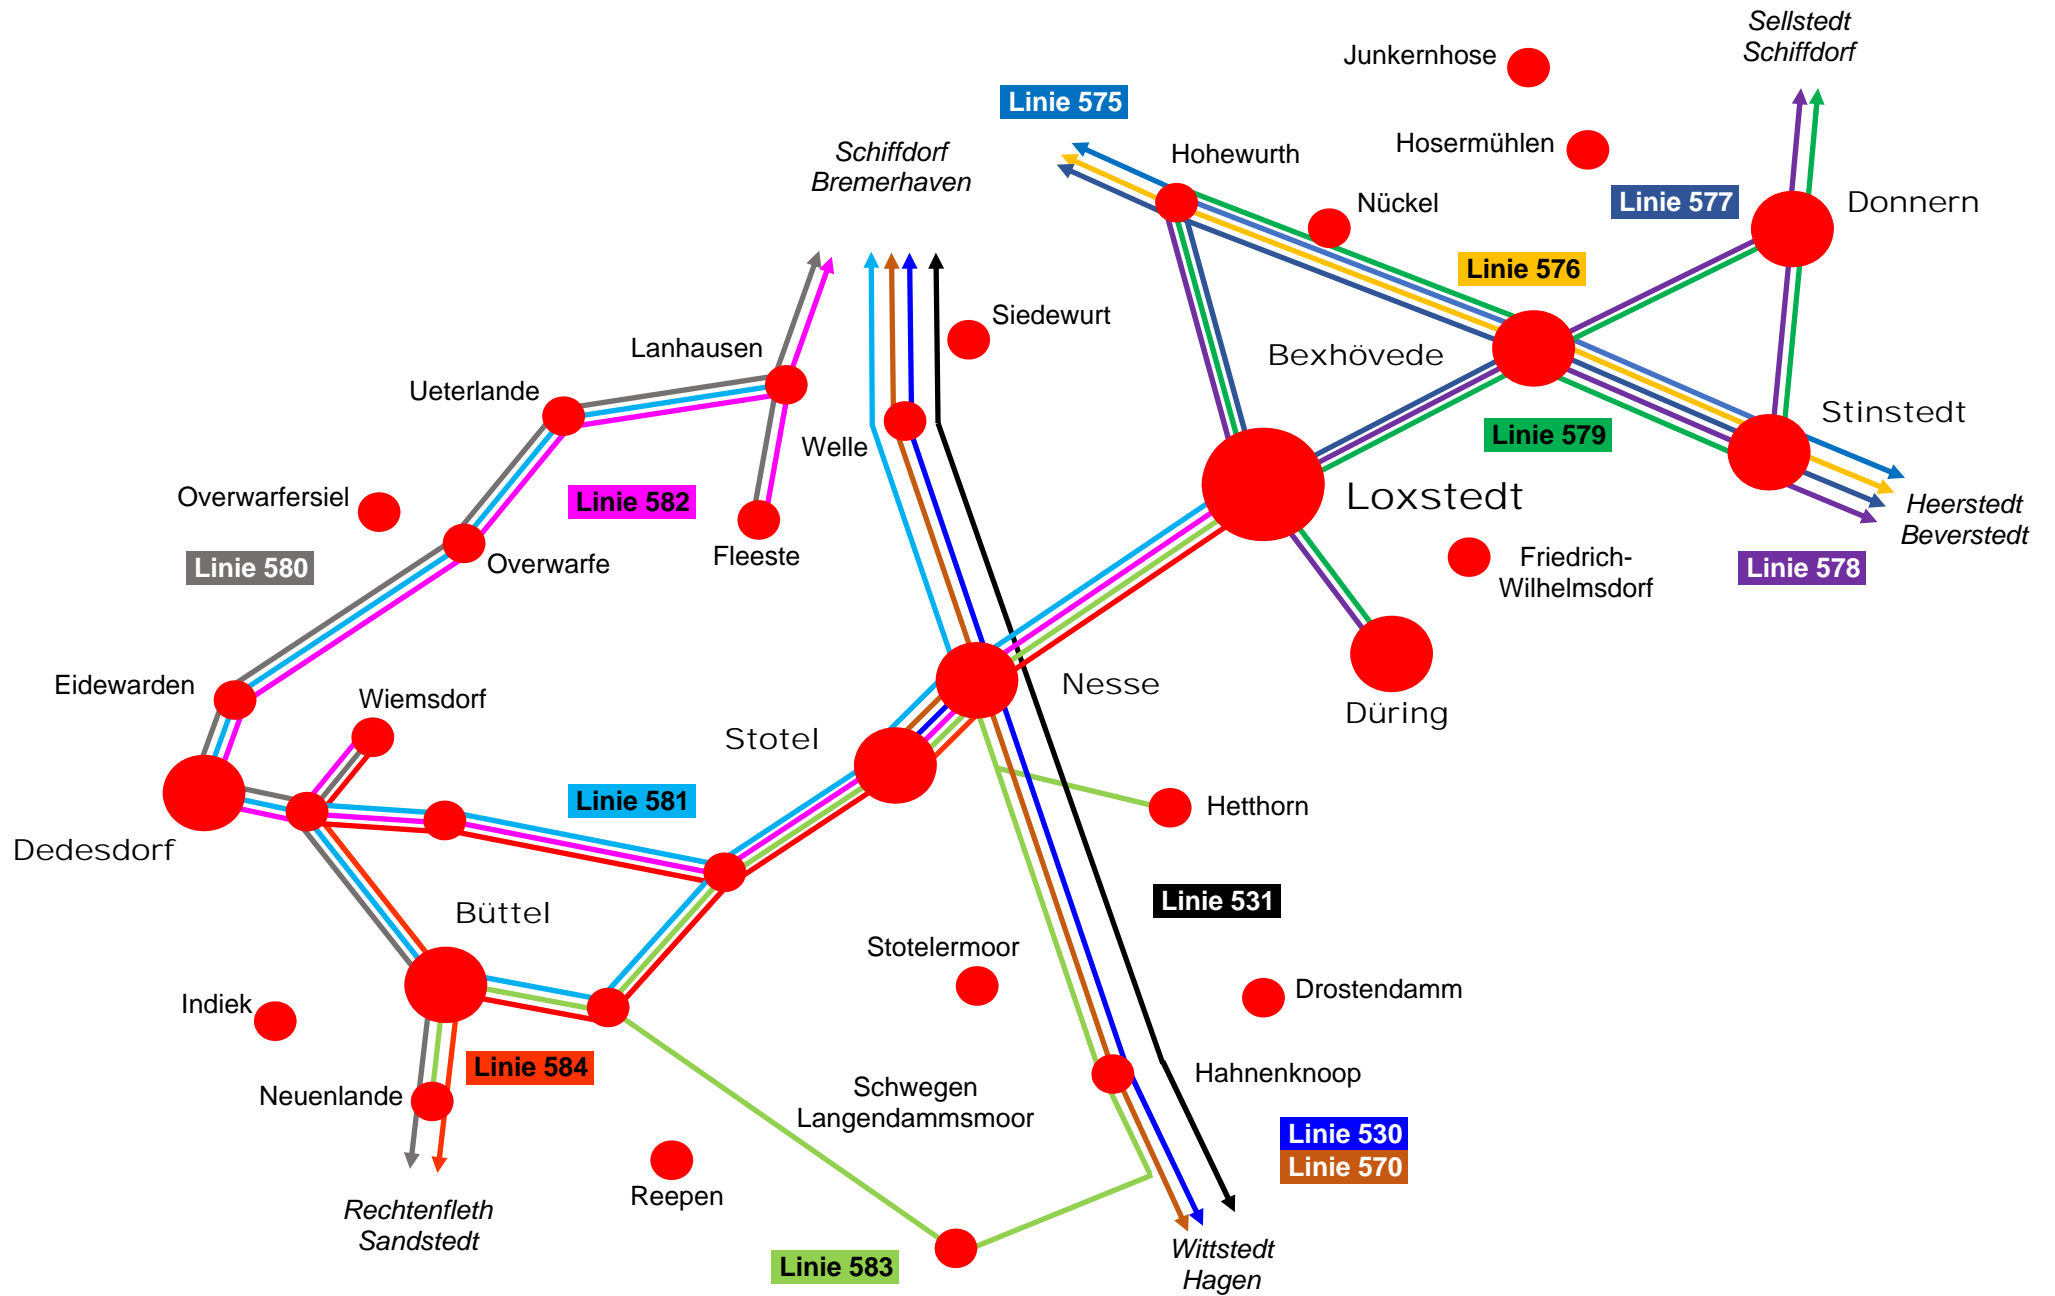 Sellstedt
Schiffdorf
Junkernhose
Linie 575
Hosermühlen
Schiffdorf
Bremerhaven
Hohewurth
Linie 577
Nückel
Donnern
Linie 576
Siedewurt
Lanhausen
Bexhövede
Ueterlande
Stinstedt
Linie 579
Welle
Overwarfersiel
Linie 582
Loxstedt
Heerstedt
Beverstedt
Fleeste
Overwarfe
Linie 580
Friedrich-
Wilhelmsdorf
Linie 578
Eidewarden
Wiemsdorf
Nesse
Düring
Stotel
Linie 581
Hetthorn
Dedesdorf
Büttel
Linie 531
Stotelermoor
Drostendamm
Indiek
Linie 584
Hahnenknoop
Neuenlande
Schwegen
Langendammsmoor
Linie 530
Linie 570
Reepen
Rechtenfleth
Sandstedt
Linie 583
Wittstedt
Hagen